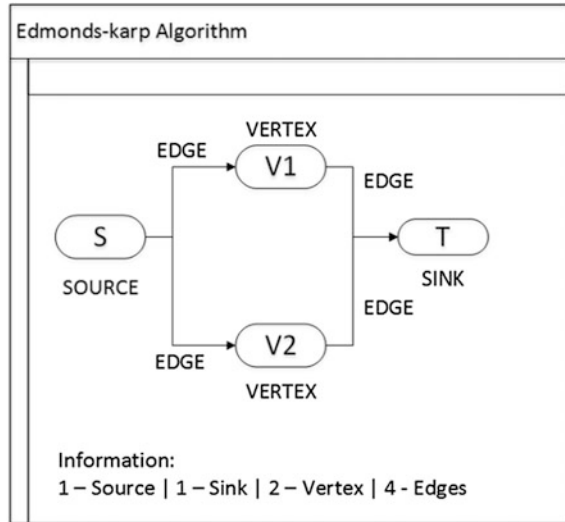 Edmonds-karp Algorithm
VERTEX
EDGE
V1
EDGE
S
T
SOURCE
SINK
EDGE
V2
EDGE
VERTEX
Information:
1 – Source | 1 – Sink | 2 – Vertex | 4 - Edges